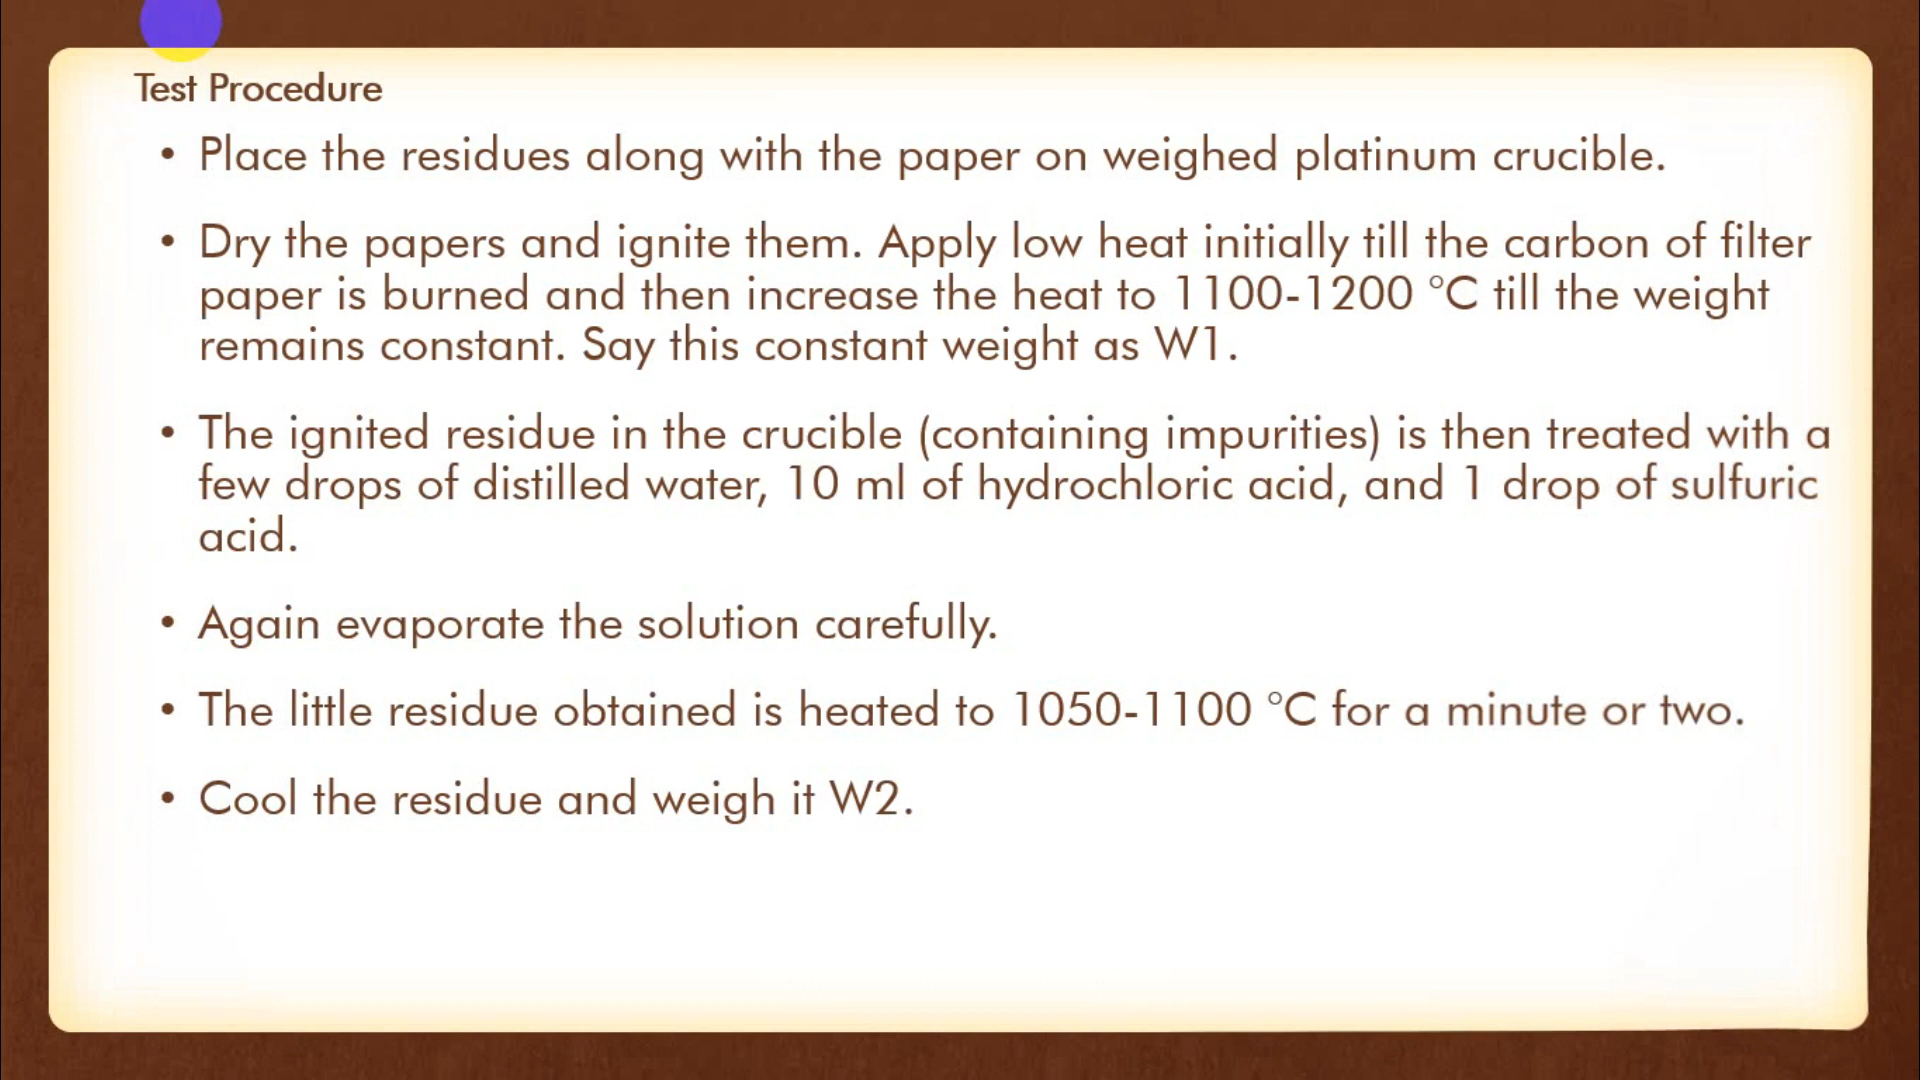 Test Procedure
• Place the residues along with the paper on weighed platinum crucible.
• Dry the papers and ignite them. Apply low heat initially till the carbon of filter
paper is burned and then increase the heat to 1100-1200 °C till the weight
remains constant. Say this constant weight as W1.
• The ignited residue in the crucible (containing impurities) is then treated with a
few drops of distilled water, 10 ml of hydrochloric acid, and 1 drop of sulfuric
acid.
• Again evaporate the solution carefully.
• The little residue obtained is heated to 1050-1100 °C for a minute or two.
• Cool the residue and weigh it W2.